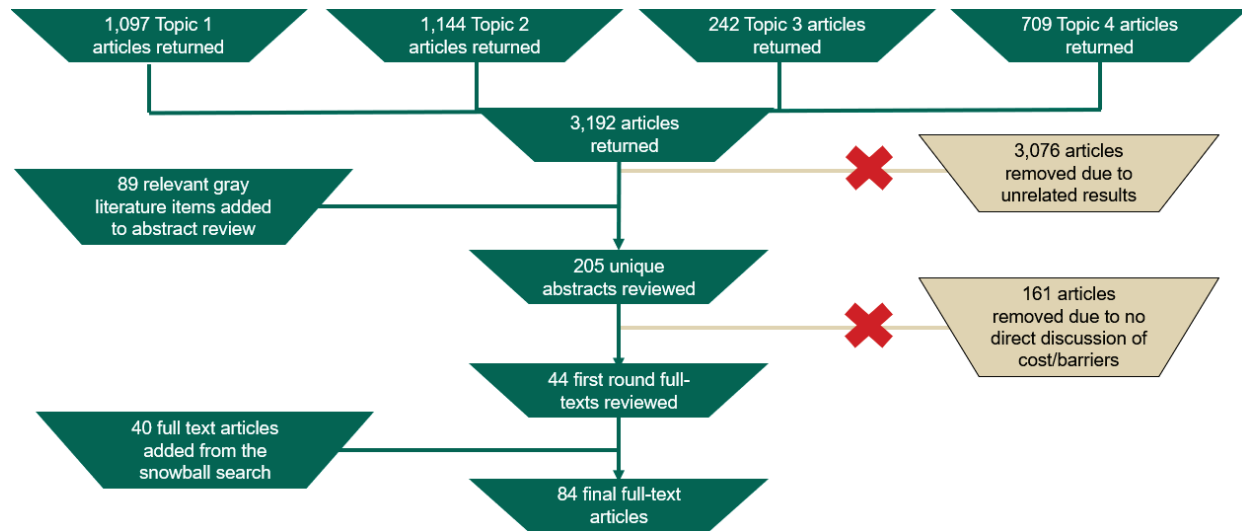 1,097 Topic 1
articles returned
1,144 Topic 2
articles returned
242 Topic 3 articles
returned
709 Topic 4 articles
returned
3,192 articles
returned
3,076 articles
removed due to
unrelated results
89 relevant gray
literature items added
to abstract review
205 unique
abstracts reviewed
161 articles
removed due to no
direct discussion of
cost/barriers
44 first round full-
texts reviewed
40 full text articles
added from the
snowball search
84 final full-text
articles